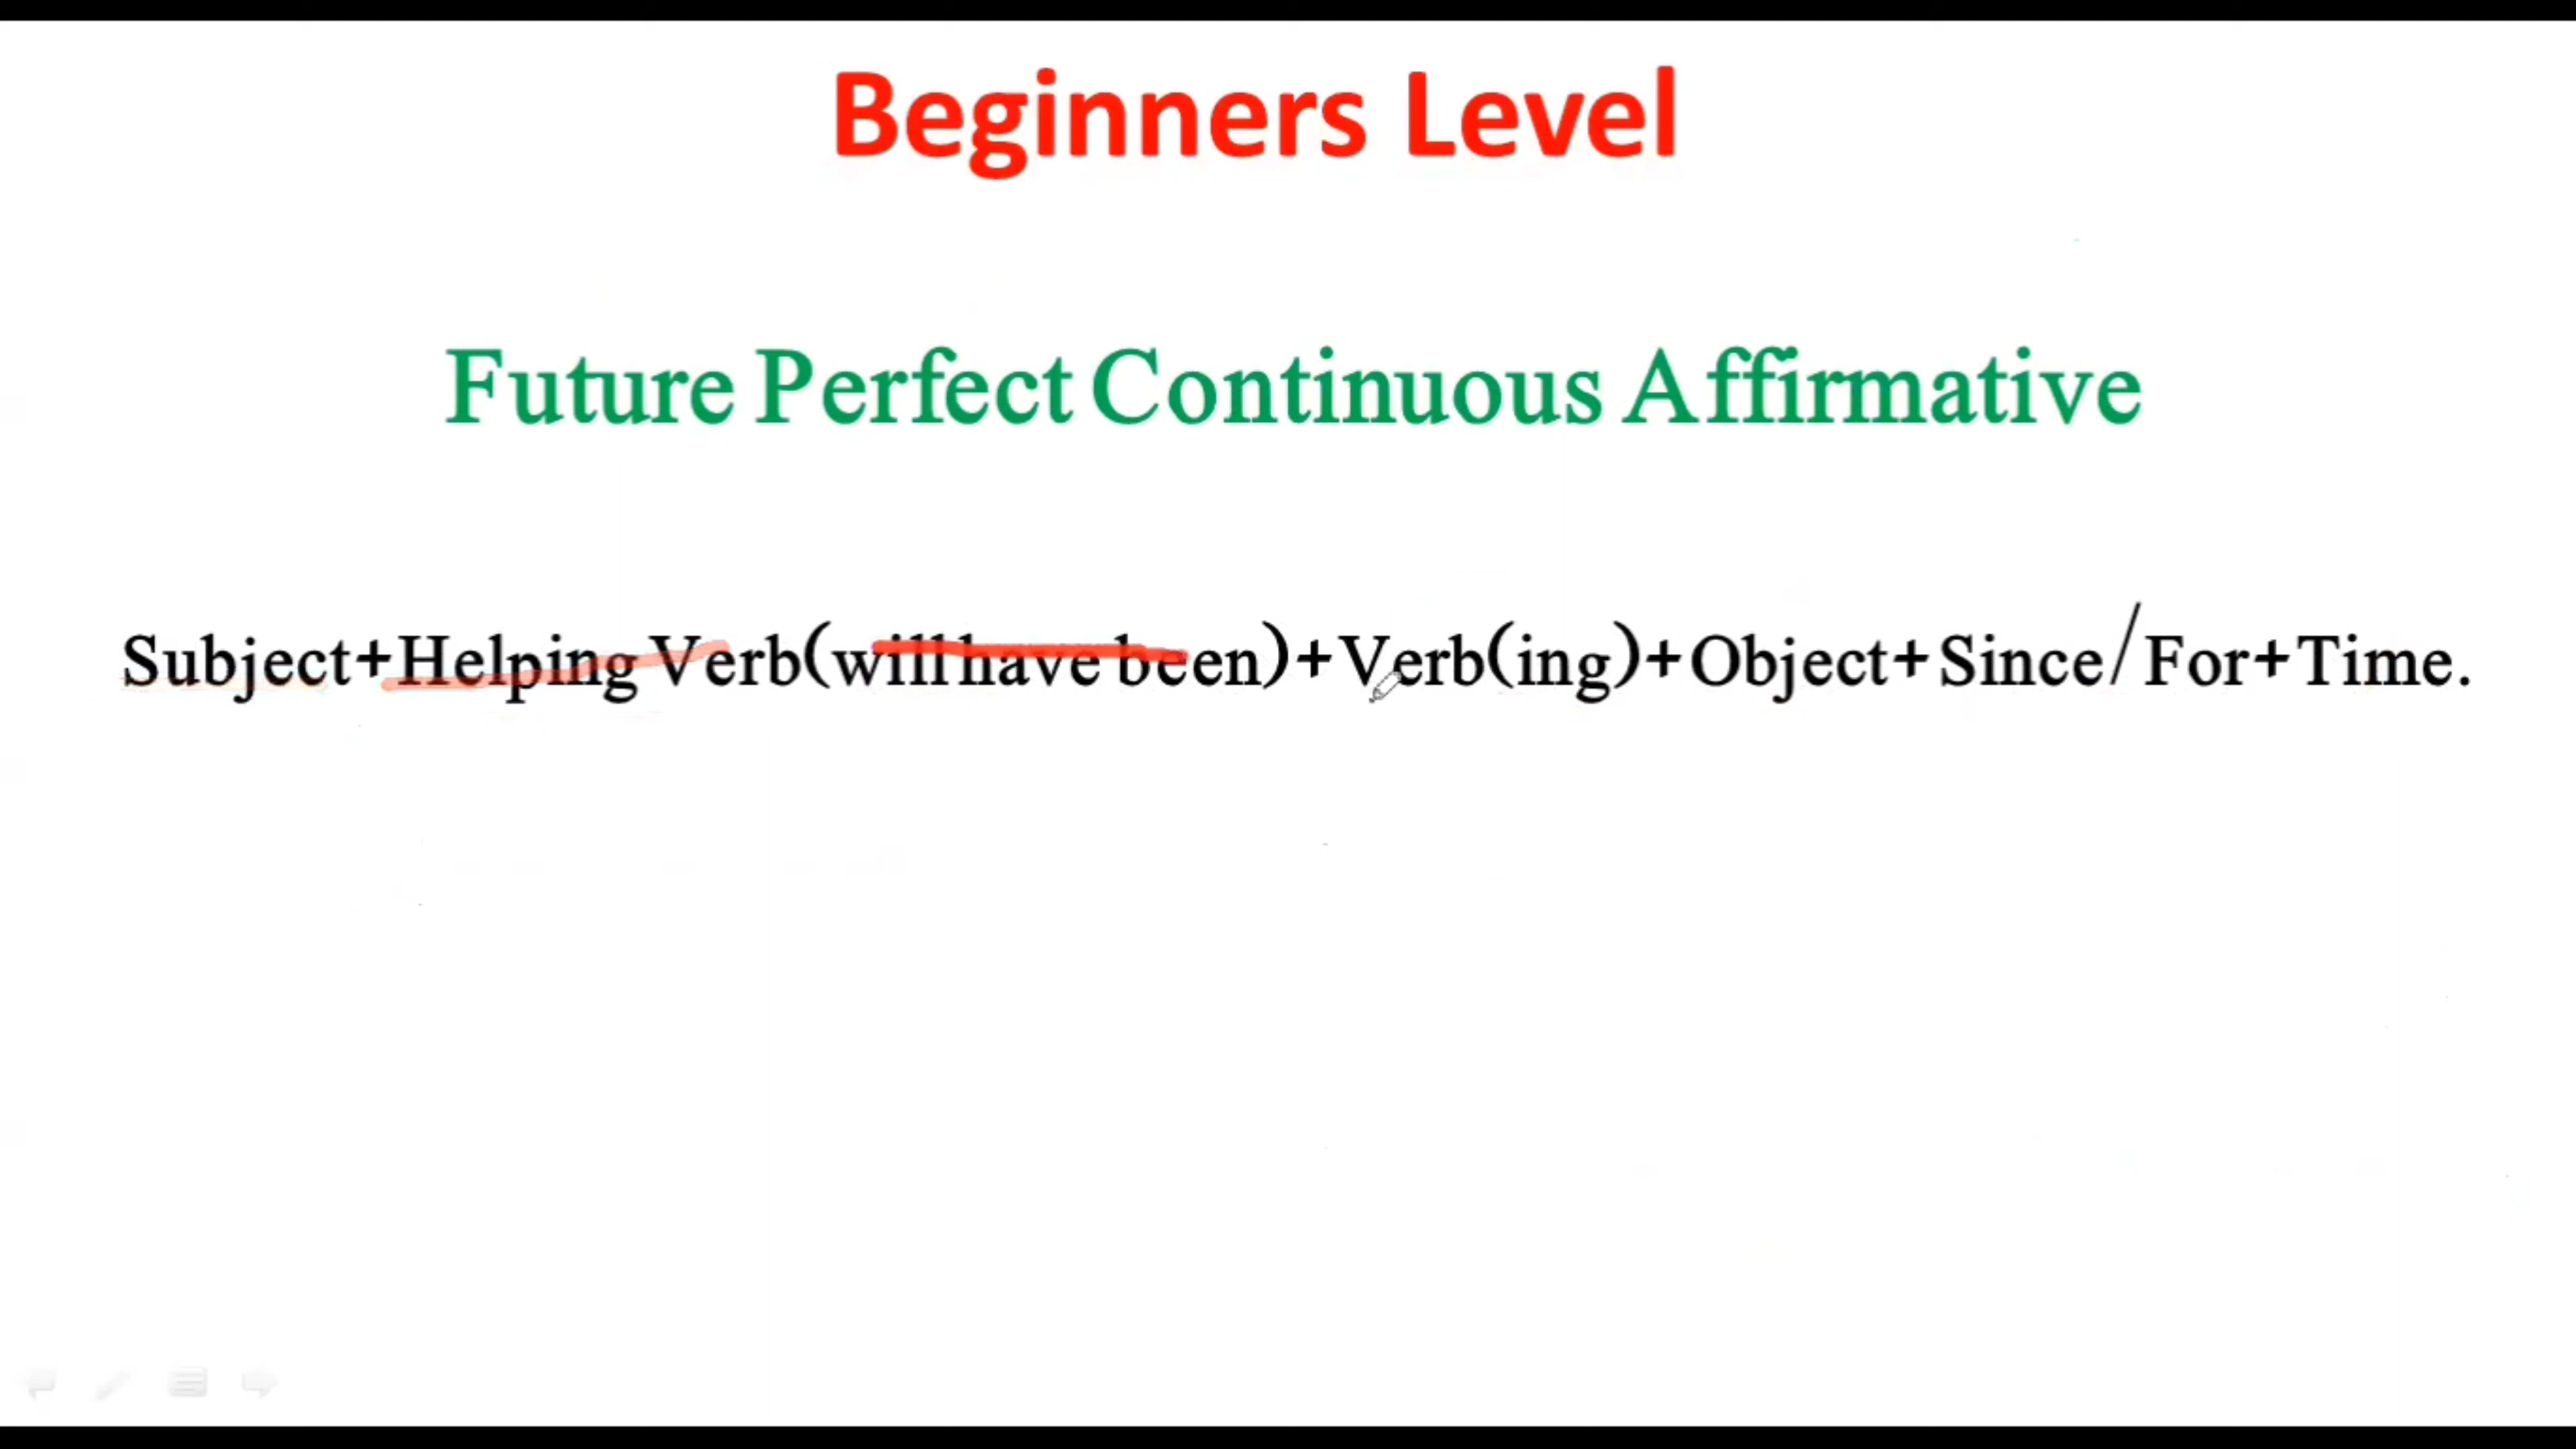 Beginners Level
Future Perfect Continuous Affirmative
Subject+Helping Verb(will have been)+Verb(ing)+Object+Since/For+Time.